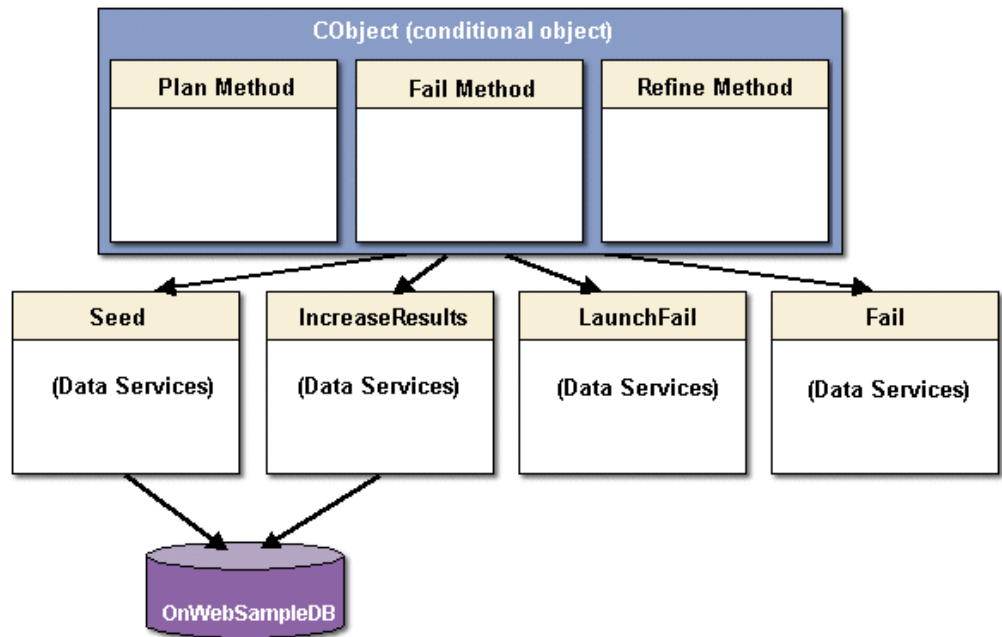 CObject (conditional object)
Plan Method
Fail Method
Refine Method
Seed
IncreaseResults
LaunchFail
Fail
(Data Services)
(Data Services)
(Data Services)
(Data Services)
OnWebSampleDB